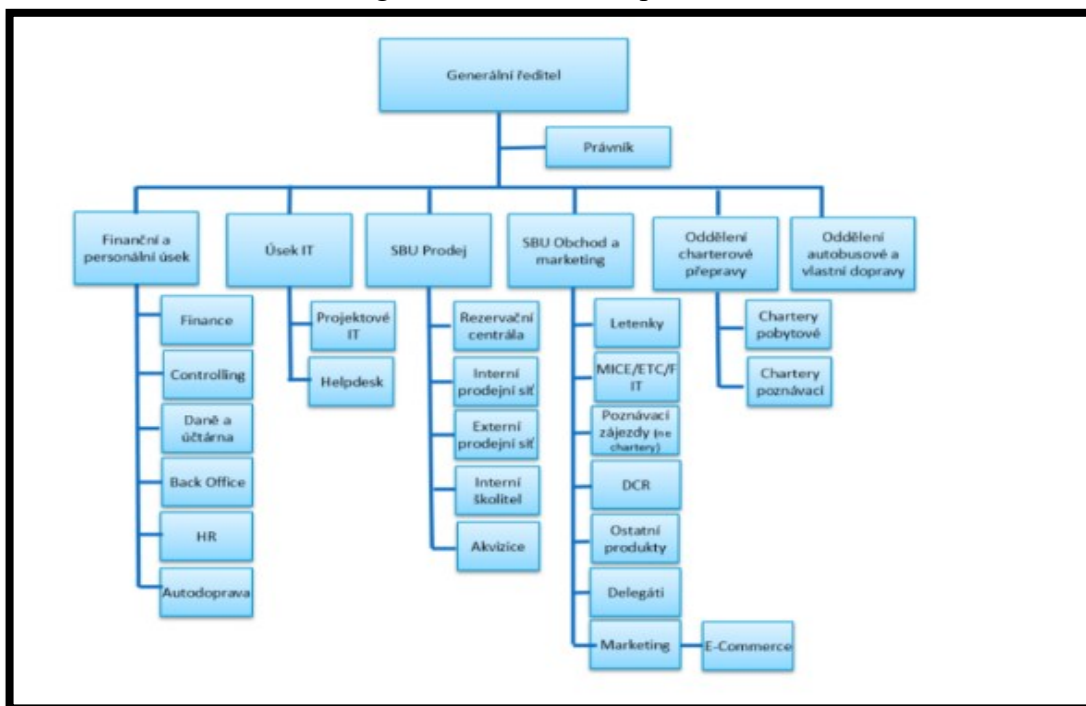 Generální ředitel
Právník
Finanční a
personální úsek
Úsek IT
SBU Prodej
SBU Obchod a
marketing
Oddělení
charterové
přepravy
Oddělení
autobusové a
vlastní dopravy
Finance
Controlling
Daně a
účtárna
Back Office
HR
Autodoprava
Projektové
IT
Helpdesk
Rezervační
centrála
Interní
prodejní síť
Externí
prodejní síť
Interní
školitel
Akvizice
Letenky
MICE/ETC/F
IT
Poznávací
zájezdy (ne
chartery)
DCR
Ostatní
produkty
Delegáti
Marketing
E-Commerce
Chartery
pobytové
Chartery
poznávací